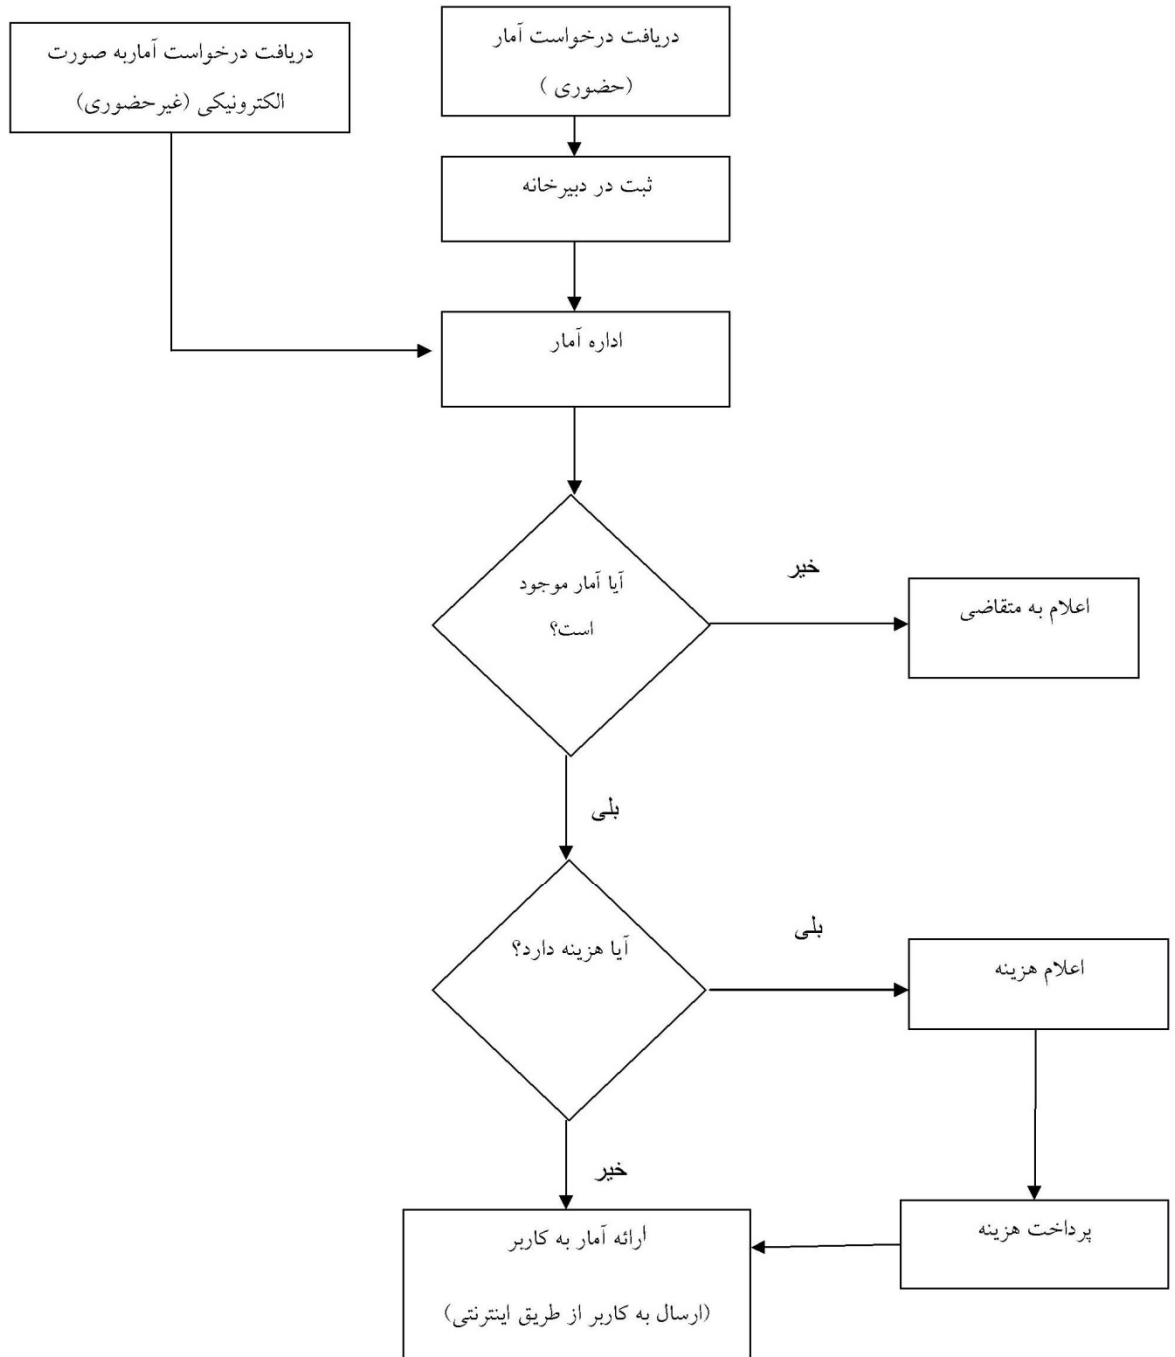 دریافت درخواست آمار
(حضوری )
دریافت درخواست آماربه صورت
الکترونیکی (غیرحضوری)
ثبت در دبیرخانه
اداره آمار
آیا آمار موجود
است؟
خیر
اعلام به متقاضی
بلی
آیا هزینه دارد؟
بلی
اعلام هزینه
خیر
پرداخت هزینه
ارائه آمار به کاربر
(ارسال به کاربر از طریق اینترنتی)